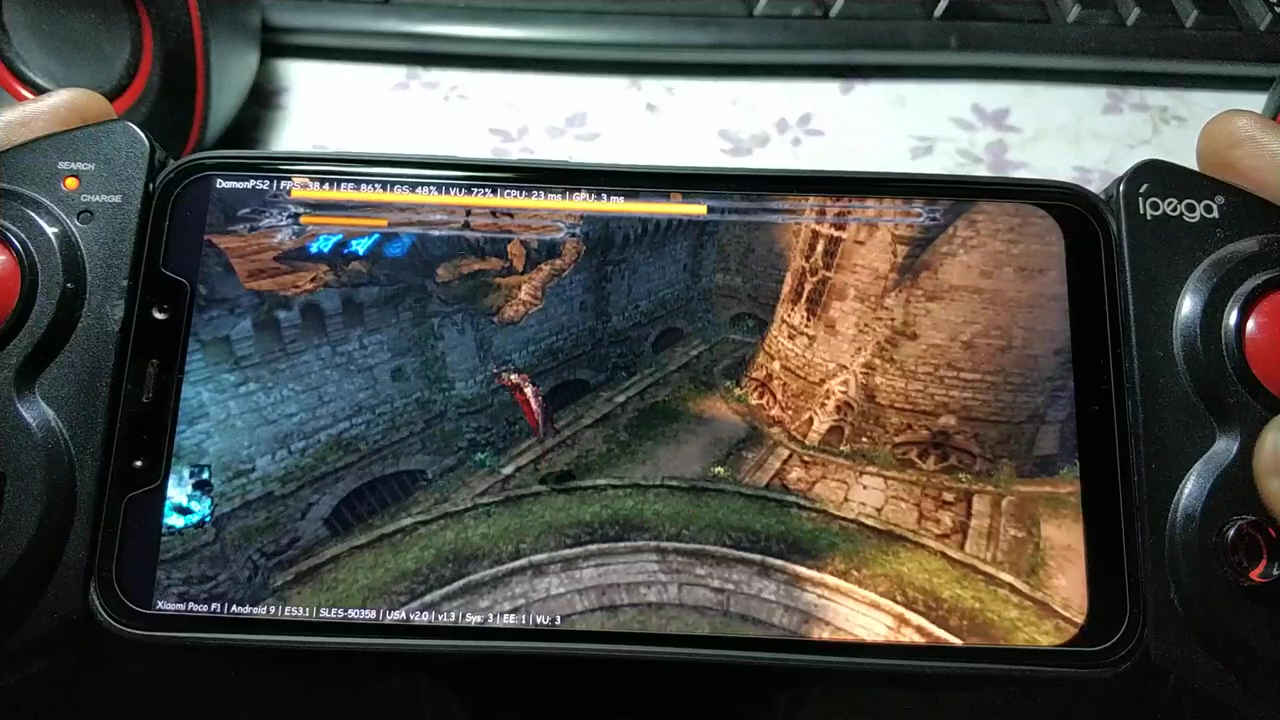 SEARCH
CHARGE
ípega®
DamonPS2 | FPS: 38.4 | EE: 86% | GS: 48% | VU: 72% | CPU: 23 ms | GPU: 3 ms
Xiaomi Poco F1 | Android 9 | ES3.1 | SLES-50358 | USA v2.0 | v1.3 | Sys: 3 | EE: 1 | VU: 3